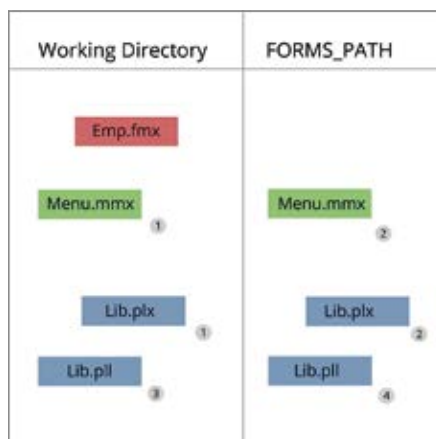 Working Directory FORMS_PATH
Emp.fmx
Menu.mmx Menu.mmx
1 2
Lib.plx Lib.plx
1 2
Lib.pll Lib.pll
3 4